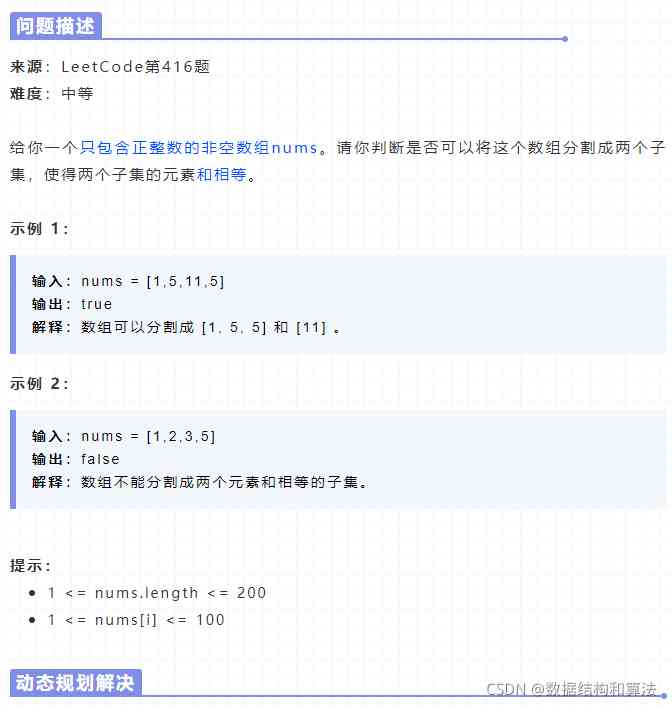 问题描述
来源：LeetCode第416题
难度：中等
给你一个只包含正整数的非空数组nums。请你判断是否可以将这个数组分割成两个子
集，使得两个子集的元素和相等。
示例 1：
输入：nums = [1,5,11,5]
输出：true
解释：数组可以分割成 [1, 5, 5] 和 [11] 。
示例 2：
输入：nums = [1,2,3,5]
输出：false
解释：数组不能分割成两个元素和相等的子集。
提示：
1 <= nums.length <= 200
1 <= nums[i] <= 100
动态规划解决
CSDN @数据结构和算法